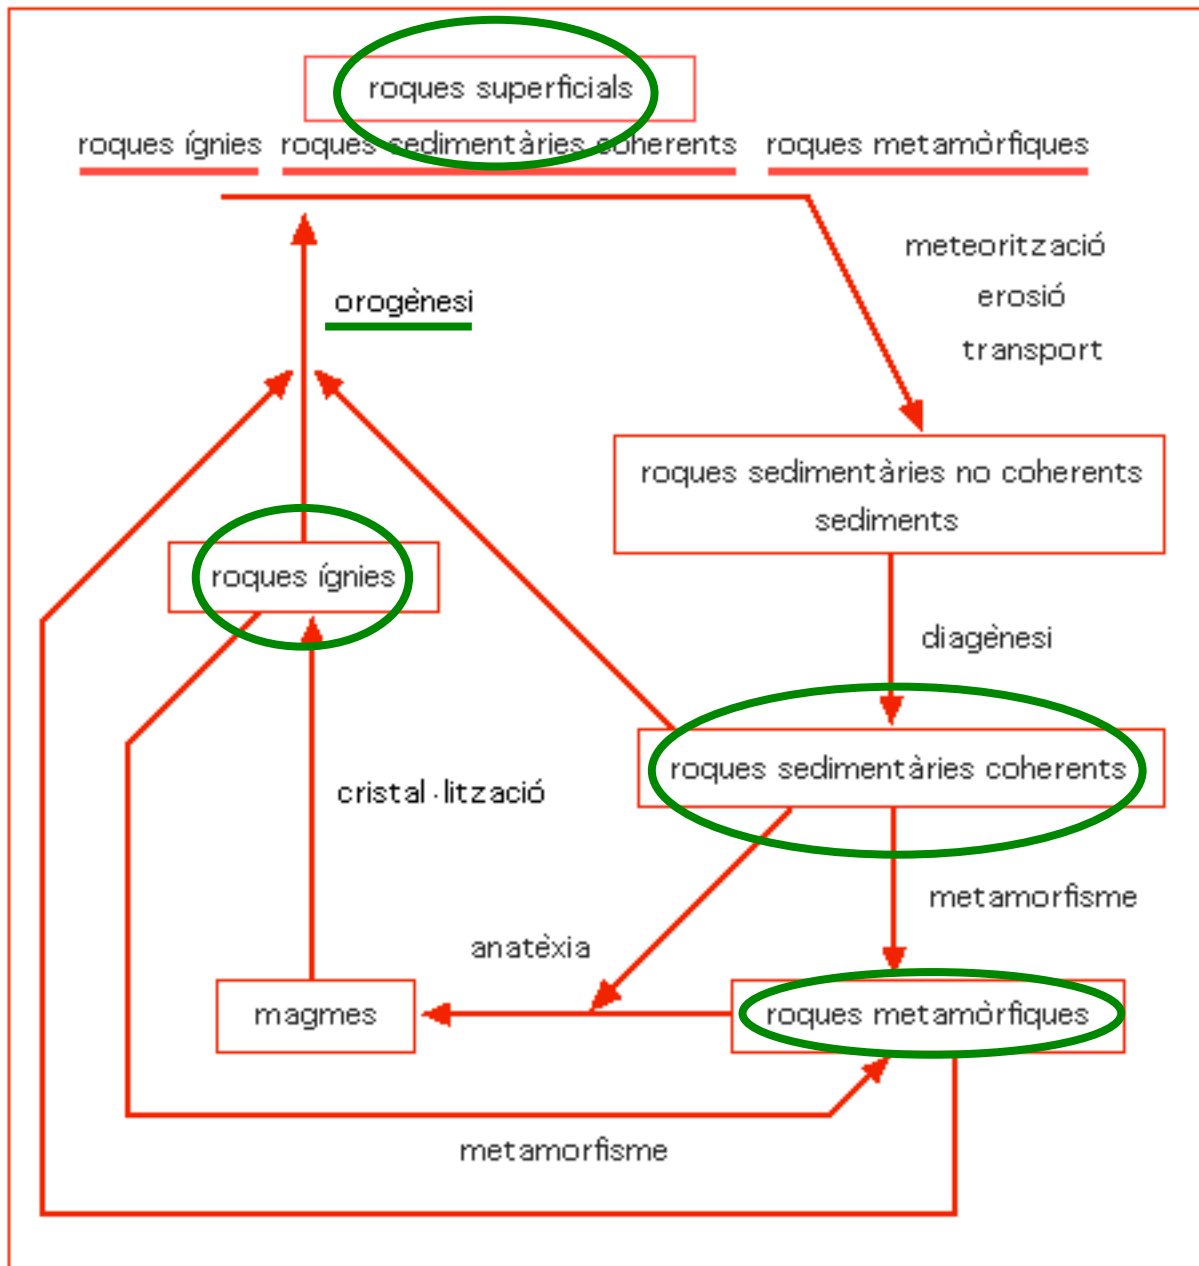 roques superficials
roques ígnies roques sedimentàries coherents roques metamòrfiques
meteorització
erosió
transport
orogènesi
roques sedimentàries no coherents
sediments
roques ígnies
diagènesi
roques sedimentàries coherents
cristal·lització
metamorfisme
anatèxia
magmes
roques metamòrfiques
metamorfisme